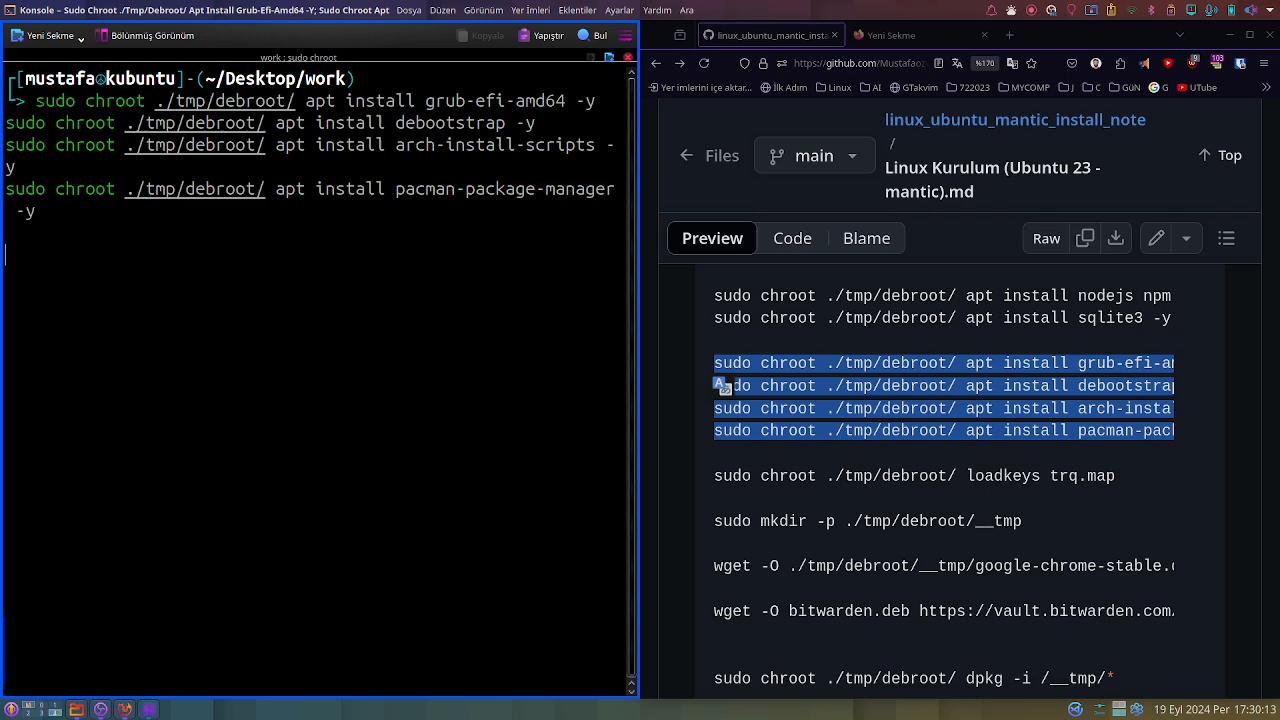 Konsole – Sudo Chroot ./Tmp/Debroot/ Apt Install Grub-Efi-Amd64 -Y; Sudo Chroot Apt
Dosya Düzen Görünüm Yer İmleri Eklentiler Ayarlar Yardım Ara
Yeni Sekme Bölünmüş Görünüm Kopyala Yapıştır Bul
work : sudo chroot
[mustafa@kubuntu]-(~/Desktop/work)
> sudo chroot ./tmp/debroot/ apt install grub-efi-amd64 -y
sudo chroot ./tmp/debroot/ apt install debootstrap -y
sudo chroot ./tmp/debroot/ apt install arch-install-scripts -
y
sudo chroot ./tmp/debroot/ apt install pacman-package-manager
-y
linux_ubuntu_mantic_insta
Yeni Sekme
https://github.com/Mustafaoz
%170
103
Yer imlerini içe aktar... İlk Adım Linux AI GTakvim 722023 MYCOMP J C GüN G UTube
linux_ubuntu_mantic_install_note
/
Files
main
Linux Kurulum (Ubuntu 23 -
mantic).md
Top
Preview Code Blame Raw
sudo chroot ./tmp/debroot/ apt install nodejs npm
sudo chroot ./tmp/debroot/ apt install sqlite3 -y
sudo chroot ./tmp/debroot/ apt install grub-efi-am
do chroot ./tmp/debroot/ apt install debootstrap
sudo chroot ./tmp/debroot/ apt install arch-insta
sudo chroot ./tmp/debroot/ apt install pacman-pac
sudo chroot ./tmp/debroot/ loadkeys trq.map
sudo mkdir -p ./tmp/debroot/__tmp
wget -O ./tmp/debroot/__tmp/google-chrome-stable.
wget -O bitwarden.deb https://vault.bitwarden.com
sudo chroot ./tmp/debroot/ dpkg -i /__tmp/*
19 Eyl 2024 Per 17:30:13